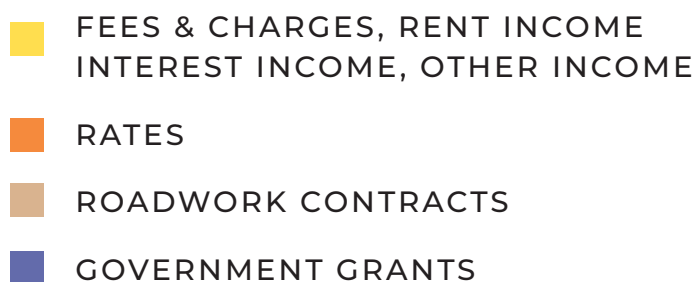 FEES & CHARGES, RENT INCOME
INTEREST INCOME, OTHER INCOME
RATES
ROADWORK CONTRACTS
GOVERNMENT GRANTS